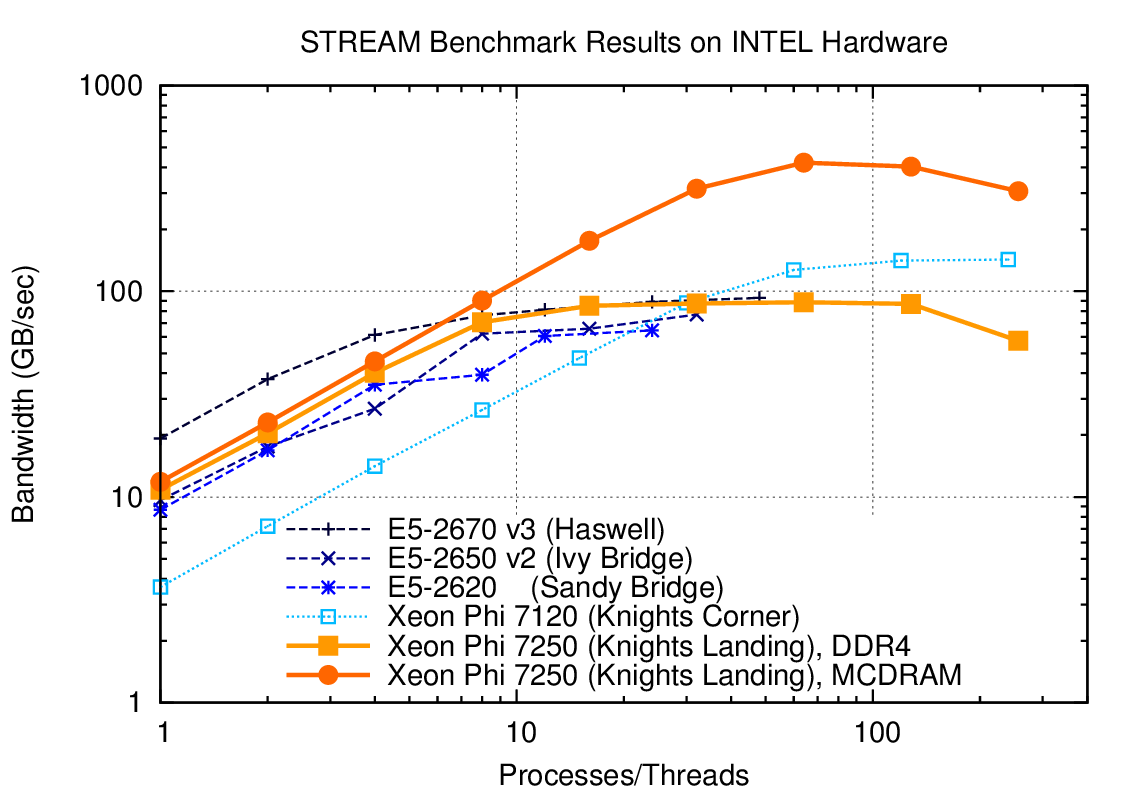 STREAM Benchmark Results on INTEL Hardware
1000
100
10
1
Bandwidth (GB/sec)
E5-2670 v3 (Haswell)
E5-2650 v2 (Ivy Bridge)
E5-2620 (Sandy Bridge)
Xeon Phi 7120 (Knights Corner)
Xeon Phi 7250 (Knights Landing), DDR4
Xeon Phi 7250 (Knights Landing), MCDRAM
1 10 100
Processes/Threads